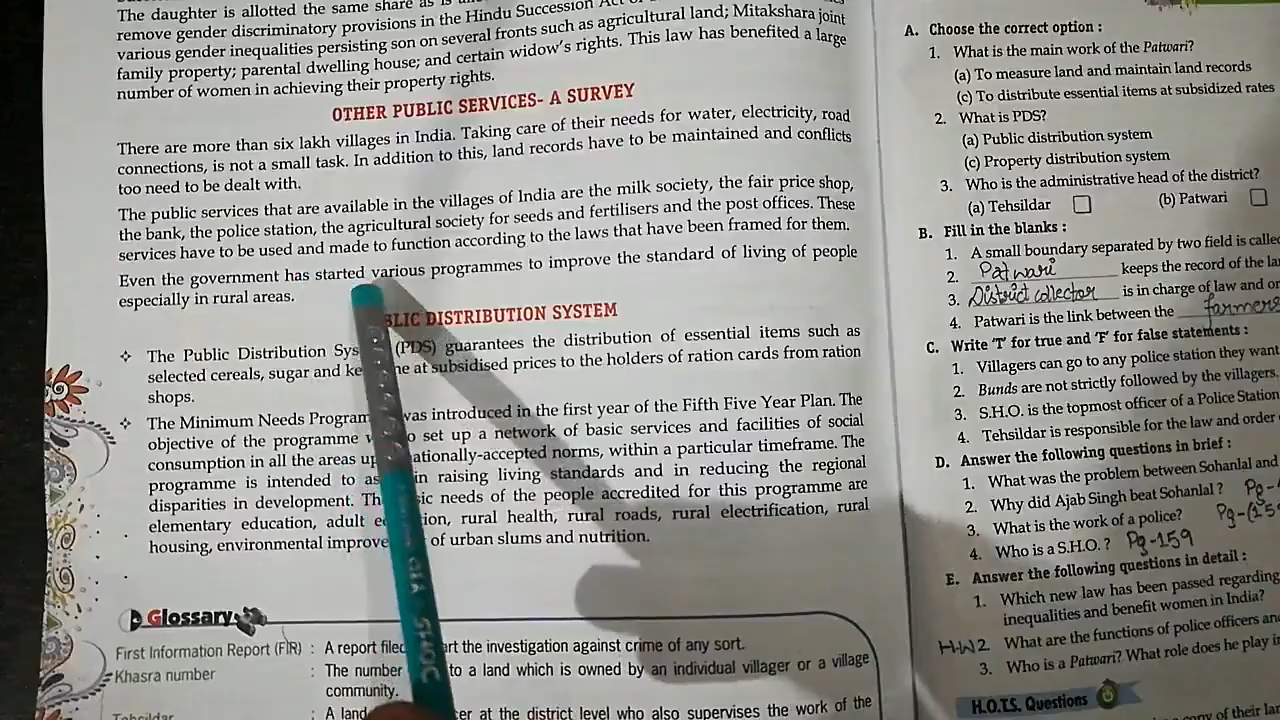 The daughter is allotted the same share as is
remove gender discriminatory provisions in the Hindu Succession Act
various gender inequalities persisting son on several fronts such as agricultural land; Mitakshara joint
family property; parental dwelling house; and certain widow's rights. This law has benefited a large
number of women in achieving their property rights.
OTHER PUBLIC SERVICES- A SURVEY
There are more than six lakh villages in India. Taking care of their needs for water, electricity, road
connections, is not a small task. In addition to this, land records have to be maintained and conflicts
too need to be dealt with.
The public services that are available in the villages of India are the milk society, the fair price shop,
the bank, the police station, the agricultural society for seeds and fertilisers and the post offices. These
services have to be used and made to function according to the laws that have been framed for them.
Even the government has started various programmes to improve the standard of living of people
especially in rural areas.
BLIC DISTRIBUTION SYSTEM
❖ The Public Distribution Sys (PDS) guarantees the distribution of essential items such as
selected cereals, sugar and ke ne at subsidised prices to the holders of ration cards from ration
shops.
❖ The Minimum Needs Program was introduced in the first year of the Fifth Five Year Plan. The
objective of the programme o set up a network of basic services and facilities of social
consumption in all the areas up ationally-accepted norms, within a particular timeframe. The
programme is intended to as in raising living standards and in reducing the regional
disparities in development. Th ic needs of the people accredited for this programme are
elementary education, adult e ion, rural health, rural roads, rural electrification, rural
housing, environmental improve of urban slums and nutrition.
Glossary
First Information Report (FIR) : A report filed art the investigation against crime of any sort.
Khasra number : The number to a land which is owned by an individual villager or a village
community.
Tehsildar : A land cer at the district level who also supervises the work of the
A. Choose the correct option :
1. What is the main work of the Patwari?
(a) To measure land and maintain land records
(c) To distribute essential items at subsidized rates
2. What is PDS?
(a) Public distribution system
(c) Property distribution system
3. Who is the administrative head of the district?
(a) Tehsildar (b) Patwari
B. Fill in the blanks :
1. A small boundary separated by two field is calle
2. Patwari keeps the record of the la
3. District collector is in charge of law and or
4. Patwari is the link between the farmers
C. Write 'T' for true and 'F' for false statements :
1. Villagers can go to any police station they want
2. Bunds are not strictly followed by the villagers.
3. S.H.O. is the topmost officer of a Police Station
4. Tehsildar is responsible for the law and order
D. Answer the following questions in brief :
1. What was the problem between Sohanlal and
2. Why did Ajab Singh beat Sohanlal ? Pg-
3. What is the work of a police? Pg-(15
4. Who is a S.H.O. ? Pg-159
E. Answer the following questions in detail :
1. Which new law has been passed regarding
inequalities and benefit women in India?
H.W 2 What are the functions of police officers an
3. Who is a Patwari? What role does he play i
H.O.T.S. Questions
copy of their lan